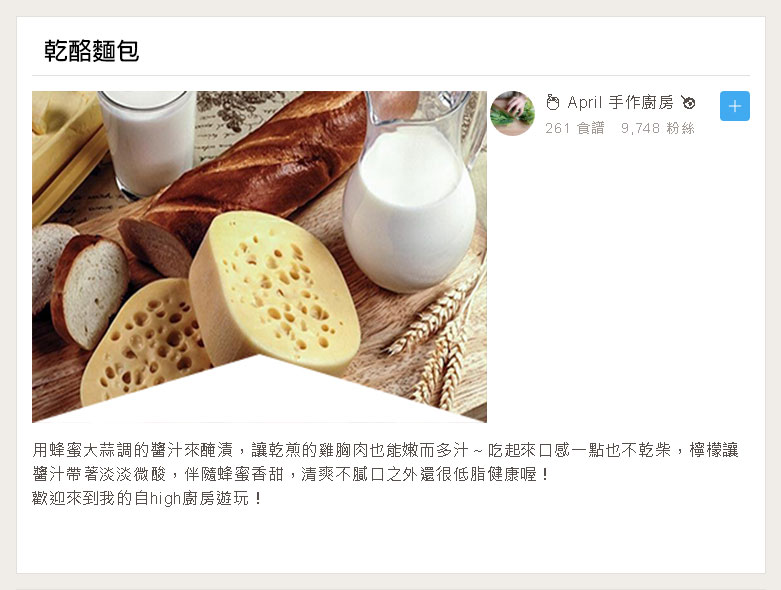 乾酪麵包
April 手作廚房
261 食譜 9,748 粉絲
用蜂蜜大蒜調的醬汁來醃漬，讓乾煎的雞胸肉也能嫩而多汁～吃起來口感一點也不乾柴，檸檬讓
醬汁帶著淡淡微酸，伴隨蜂蜜香甜，清爽不膩口之外還很低脂健康喔！
歡迎來到我的自high廚房遊玩！